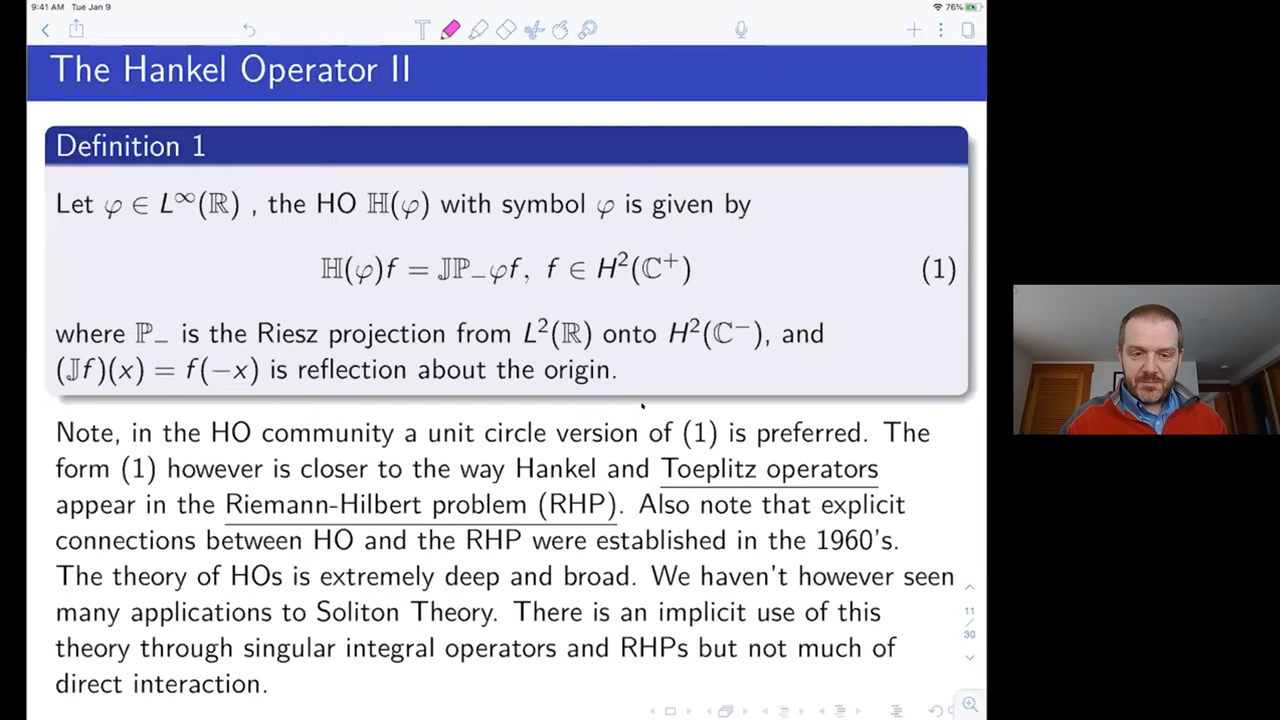 9:41 AM Tue Jan 9
76%
The Hankel Operator II
Definition 1
Let φ ∈ L∞(ℝ) , the HO ℍ(φ) with symbol φ is given by
ℍ(φ)f = 𝕁ℙ₋φf, f ∈ H²(ℂ⁺) (1)
where ℙ₋ is the Riesz projection from L²(ℝ) onto H²(ℂ⁻), and
(𝕁f)(x) = f(−x) is reflection about the origin.
Note, in the HO community a unit circle version of (1) is preferred. The
form (1) however is closer to the way Hankel and Toeplitz operators
appear in the Riemann-Hilbert problem (RHP). Also note that explicit
connections between HO and the RHP were established in the 1960's.
The theory of HOs is extremely deep and broad. We haven't however seen
many applications to Soliton Theory. There is an implicit use of this
theory through singular integral operators and RHPs but not much of
direct interaction.
11
/
30